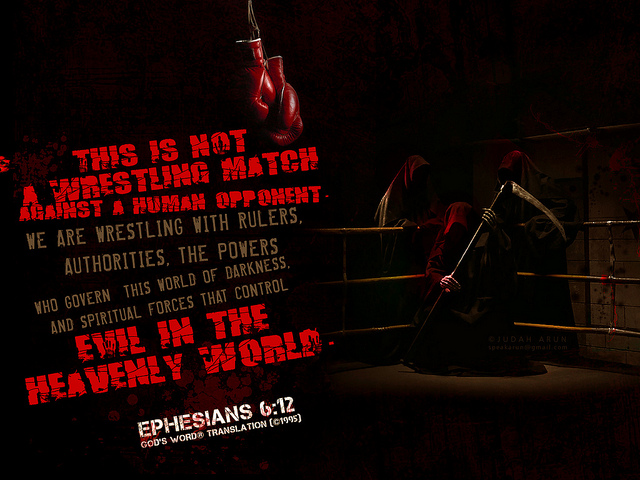 THIS IS NOT
A WRESTLING MATCH
AGAINST A HUMAN OPPONENT.
WE ARE WRESTLING WITH RULERS,
AUTHORITIES, THE POWERS
WHO GOVERN THIS WORLD OF DARKNESS,
AND SPIRITUAL FORCES THAT CONTROL
EVIL IN THE
HEAVENLY WORLD.
EPHESIANS 6:12
GOD'S WORD® TRANSLATION (©1995)
© JUDAH ARUN